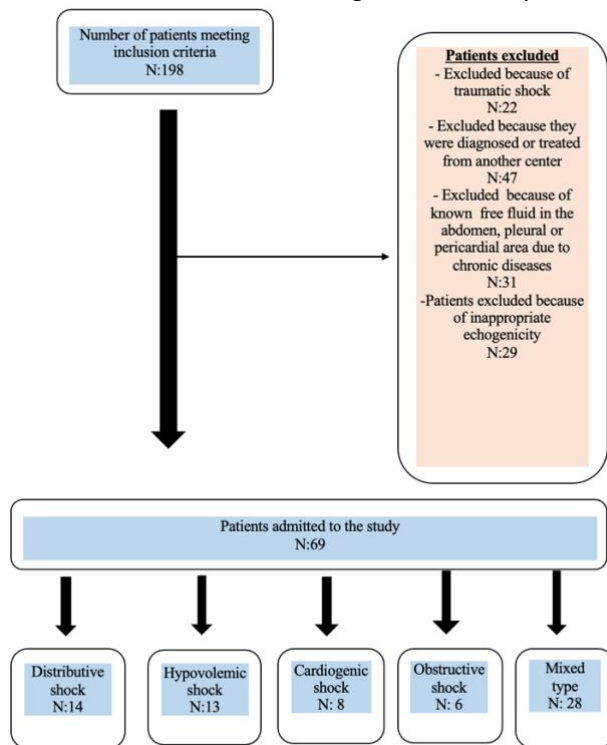 Number of patients meeting
inclusion criteria
N:198
Patients excluded
- Excluded because of
traumatic shock
N:22
- Excluded because they
were diagnosed or treated
from another center
N:47
- Excluded because of
known free fluid in the
abdomen, pleural or
pericardial area due to
chronic diseases
N:31
-Patients excluded because
of inappropriate
echogenicity
N:29
Patients admitted to the study
N:69
Distributive
shock
N:14
Hypovolemic
shock
N:13
Cardiogenic
shock
N: 8
Obstructive
shock
N: 6
Mixed
type
N: 28